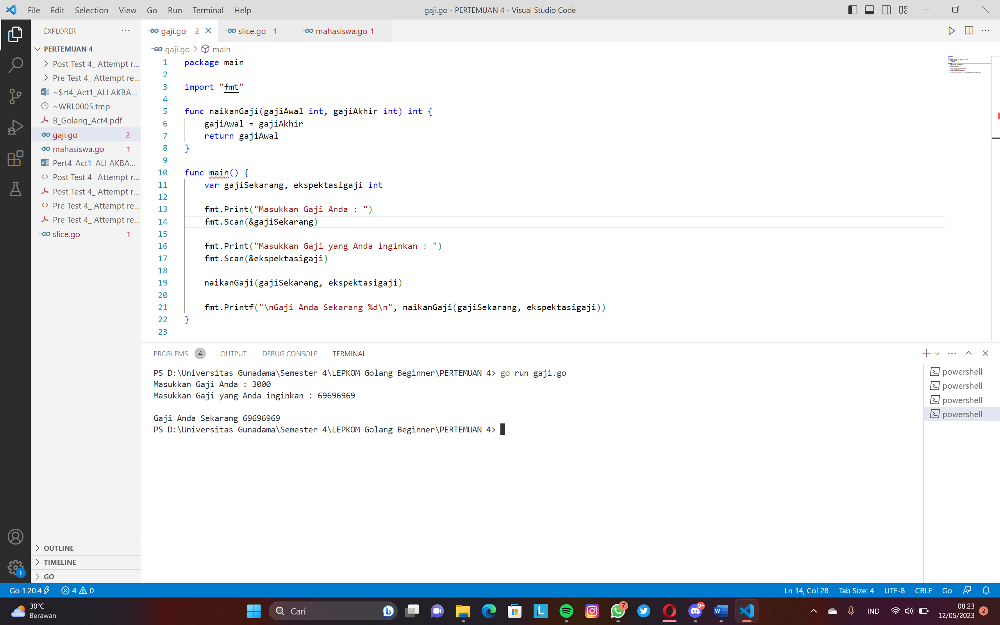 File Edit Selection View Go Run Terminal Help
gaji.go - PERTEMUAN 4 - Visual Studio Code
EXPLORER
PERTEMUAN 4
Post Test 4_ Attempt r...
Pre Test 4_ Attempt re...
~$rt4_Act1_ALI AKBA...
~WRL0005.tmp
B_Golang_Act4.pdf
gaji.go 2
mahasiswa.go 1
Pert4_Act1_ALI AKBA...
Post Test 4_ Attempt r...
Post Test 4_ Attempt r...
Pre Test 4_ Attempt re...
Pre Test 4_ Attempt re...
slice.go 1
OUTLINE
TIMELINE
GO
gaji.go 2 slice.go 1 mahasiswa.go 1
gaji.go > main
1 package main
2
3 import "fmt"
4
5 func naikanGaji(gajiAwal int, gajiAkhir int) int {
6 gajiAwal = gajiAkhir
7 return gajiAwal
8 }
9
10 func main() {
11 var gajiSekarang, ekspektasigaji int
12
13 fmt.Print("Masukkan Gaji Anda : ")
14 fmt.Scan(&gajiSekarang)
15
16 fmt.Print("Masukkan Gaji yang Anda inginkan : ")
17 fmt.Scan(&ekspektasigaji)
18
19 naikanGaji(gajiSekarang, ekspektasigaji)
20
21 fmt.Printf("\nGaji Anda Sekarang %d\n", naikanGaji(gajiSekarang, ekspektasigaji))
22 }
23
PROBLEMS 4 OUTPUT DEBUG CONSOLE TERMINAL
PS D:\Universitas Gunadama\Semester 4\LEPKOM Golang Beginner\PERTEMUAN 4> go run gaji.go
Masukkan Gaji Anda : 3000
Masukkan Gaji yang Anda inginkan : 69696969
Gaji Anda Sekarang 69696969
PS D:\Universitas Gunadama\Semester 4\LEPKOM Golang Beginner\PERTEMUAN 4>
powershell
powershell
powershell
powershell
1
Go 1.20.4 4 0 Ln 14, Col 28 Tab Size: 4 UTF-8 CRLF Go
30°C
Berawan
Cari
7
9+
IND
08.23
12/05/2023
2